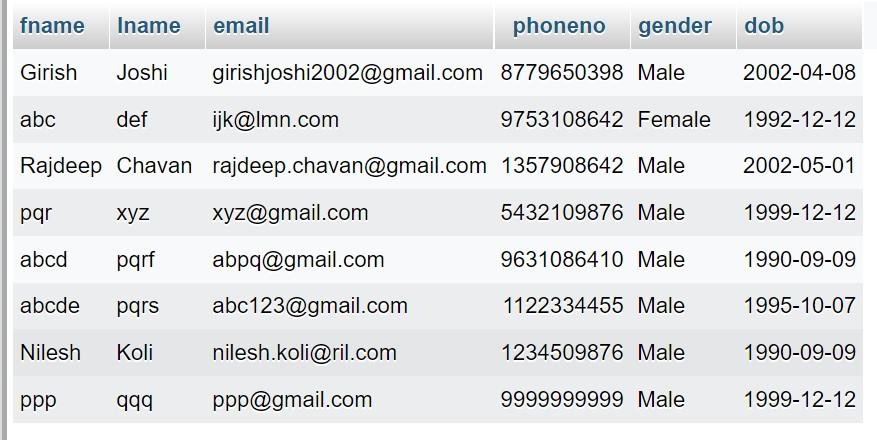 fname lname email phoneno gender dob
Girish Joshi girishjoshi2002@gmail.com 8779650398 Male 2002-04-08
abc def ijk@lmn.com 9753108642 Female 1992-12-12
Rajdeep Chavan rajdeep.chavan@gmail.com 1357908642 Male 2002-05-01
pqr xyz xyz@gmail.com 5432109876 Male 1999-12-12
abcd pqrf abpq@gmail.com 9631086410 Male 1990-09-09
abcde pqrs abc123@gmail.com 1122334455 Male 1995-10-07
Nilesh Koli nilesh.koli@ril.com 1234509876 Male 1990-09-09
ppp qqq ppp@gmail.com 9999999999 Male 1999-12-12